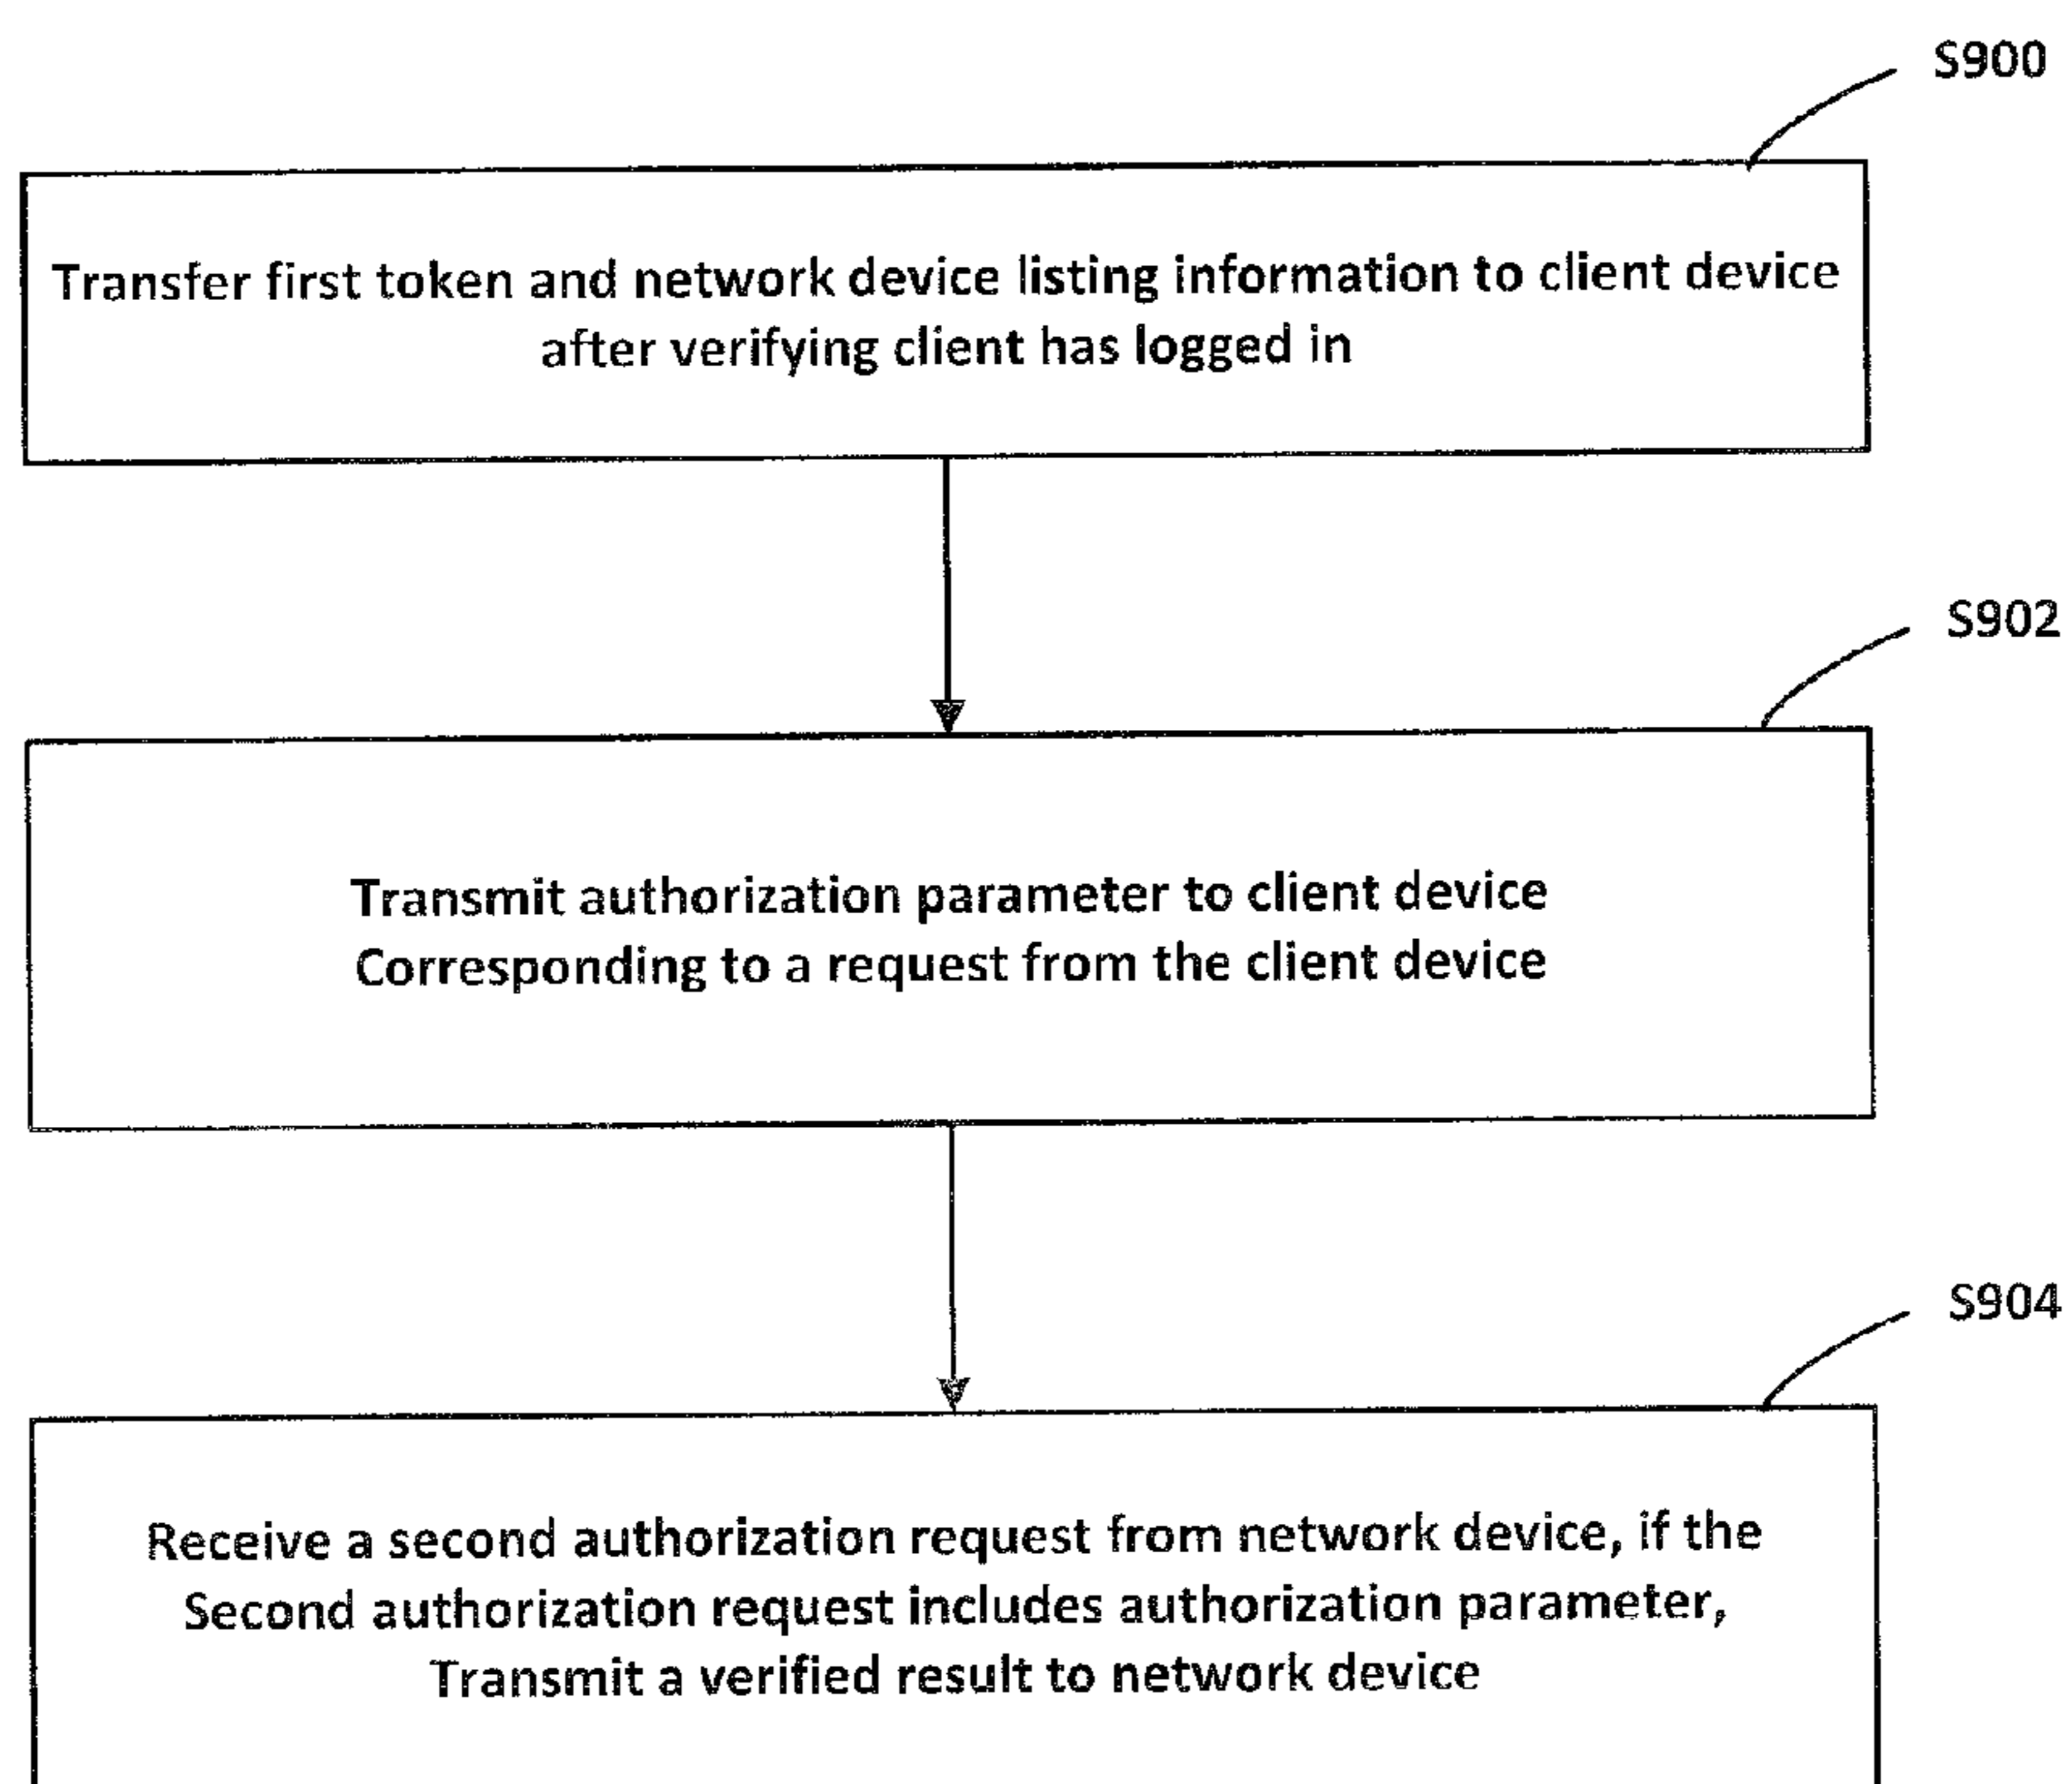 S900
Transfer first token and network device listing information to client device
after verifying client has logged in
S902
Transmit authorization parameter to client device
Corresponding to a request from the client device
S904
Receive a second authorization request from network device, if the
Second authorization request includes authorization parameter,
Transmit a verified result to network device